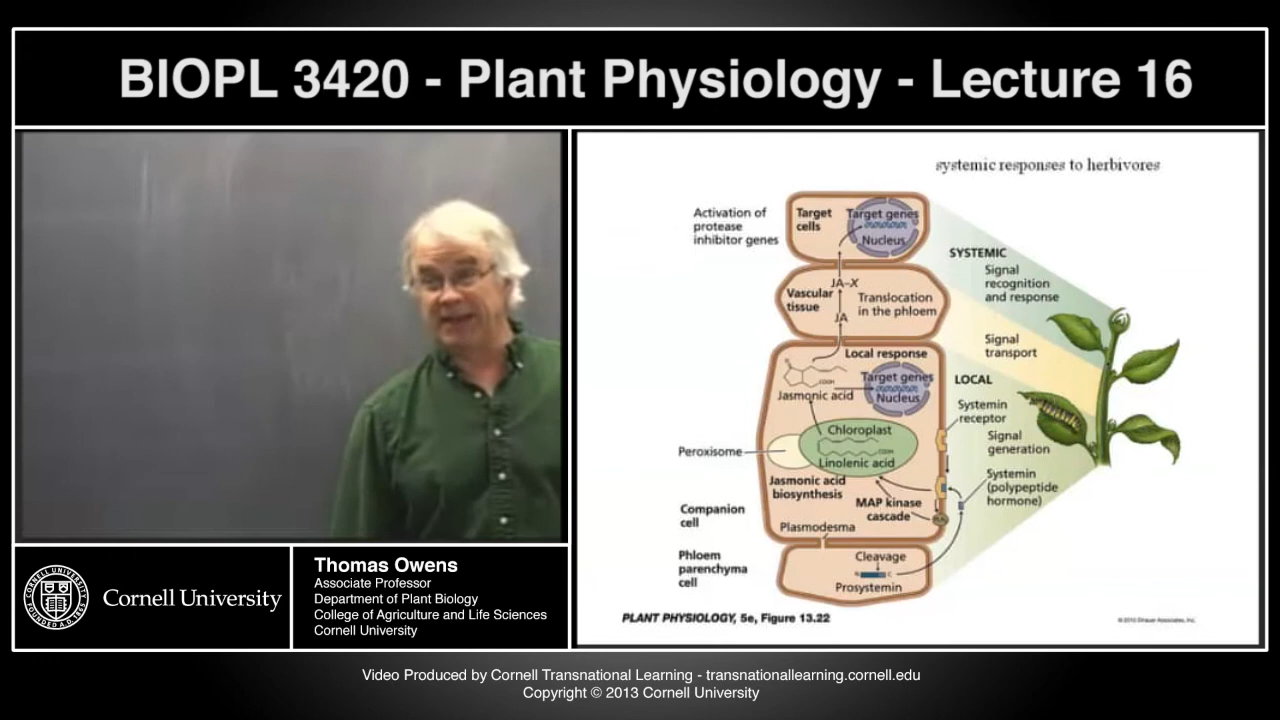 BIOPL 3420 - Plant Physiology - Lecture 16
systemic responses to herbivores
Activation of
protease
inhibitor genes
Target
cells
Target genes
Nucleus
SYSTEMIC
Signal
recognition
and response
JA–X
Vascular
tissue
Translocation
in the phloem
JA
Signal
transport
Local response
COOH
Target genes
Nucleus
Jasmonic acid
LOCAL
Systemin
receptor
Signal
generation
Chloroplast
COOH
Linolenic acid
Peroxisome
Jasmonic acid
biosynthesis
Systemin
(polypeptide
hormone)
MAP kinase
cascade
Companion
cell
Plasmodesma
Phloem
parenchyma
cell
Cleavage
N C
Prosystemin
PLANT PHYSIOLOGY, 5e, Figure 13.22
© 2010 Sinauer Associates, Inc.
Cornell University
Thomas Owens
Associate Professor
Department of Plant Biology
College of Agriculture and Life Sciences
Cornell University
Video Produced by Cornell Transnational Learning - transnationallearning.cornell.edu
Copyright © 2013 Cornell University